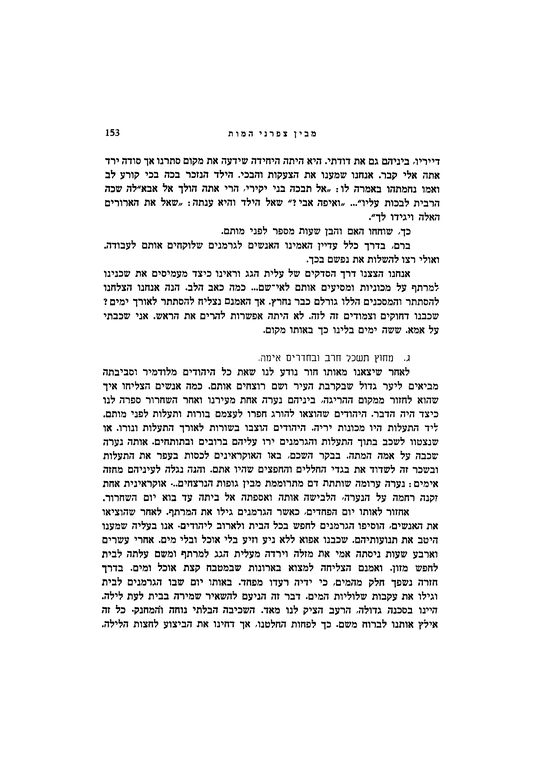 מבין צפרני המות 153
דייריו, ביניהם גם את דודתי. היא היתה היחידה שידעה את מקום סתרנו אך סודה ירד
אתה אלי קבר. אנחנו שמענו את הצעקות והבכי. הילד הנזכר בכה בכי קורע לב
ואמו נחמתהו באמרה לו: „אל תבכה בני יקירי, הרי אתה הולך אל אבא״לה שכה
הרבית לבכות עליו״... „ואיפה אבי?״ שאל הילד והיא ענתה: „שאל את הארורים
האלה ויגידו לך״.
כך, שוחחו האם והבן שעות מספר לפני מותם.
ברם, בדרך כלל עדיין האמינו האנשים לגרמנים שלוקחים אותם לעבודה.
ואולי רצו להשלות את נפשם בכך.
אנחנו הצצנו דרך הסדקים של עלית הגג וראינו כיצד מעמיסים את שכנינו
למרתף על מכוניות ומסיעים אותם לאי־שם... כמה כאב הלב. הנה אנחנו הצלחנו
להסתתר והמסכנים הללו גורלם כבר נחרץ. אך האמנם נצליח להסתתר לאורך ימים?
שכבנו דחוקים וצמודים זה לזה. לא היתה אפשרות להרים את הראש. אני שכבתי
על אמא. ששה ימים בלינו כך באותו מקום.
ג. מחוץ תשכל חרב ובחדרים אימה.
לאחר שיצאנו מאותו חור נודע לנו שאת כל היהודים מלודמיר וסביבתה
מביאים ליער גדול שבקרבת העיר ושם רוצחים אותם. כמה אנשים הצליחו איך
שהוא לחזור ממקום ההריגה, ביניהם נערה אחת מעירנו ואחר השחרור ספרה לנו
כיצד היה הדבר. היהודים שהוצאו להורג חפרו לעצמם בורות ותעלות לפני מותם.
ליד התעלות היו מכונות יריה. היהודים הוצבו בשורות לאורך התעלות ונורו. או
שנצטוו לשכב בתוך התעלות והגרמנים ירו עליהם ברובים ובתותחים. אותה נערה
שכבה על אמה המתה. בבקר השכם, באו האוקראינים לכסות בעפר את התעלות
ובשכר זה לשדוד את בגדי החללים והחפצים שהיו אתם. והנה נגלה לעיניהם מחזה
אימים: נערה ערומה שותתת דם מתרוממת מבין גופות הנרצחים... אוקראינית אחת
זקנה רחמה על הנערה, הלבישה אותה ואספתה אל ביתה עד בוא יום השחרור.
אחזור לאותו יום הפחדים, כאשר הגרמנים גילו את המרתף. לאחר שהוציאו
את האנשים, הוסיפו הגרמנים לחפש בכל הבית ולארוב ליהודים. אנו בעליה שמענו
היטב את תנועותיהם. שכבנו אפוא ללא ניע וזיע בלי אוכל ובלי מים. אחרי עשרים
וארבע שעות ניסתה אמי את מזלה וירדה מעלית הגג למרתף ומשם עלתה לבית
לחפש מזון. ואמנם הצליחה למצוא בארונות שבמטבח קצת אוכל ומים. בדרך
חזרה נשפך חלק מהמים, כי ידיה רעדו מפחד. באותו יום שבו הגרמנים לבית
וגילו את עקבות שלוליות המים. דבר זה הניעם להשאיר שמירה בבית לעת לילה.
היינו בסכנה גדולה, הרעב הציק לנו מאד. השכיבה הבלתי נוחה והמחנק. כל זה
אילץ אותנו לברוח משם. כך לפחות החלטנו, אך דחינו את הביצוע לחצות הלילה.